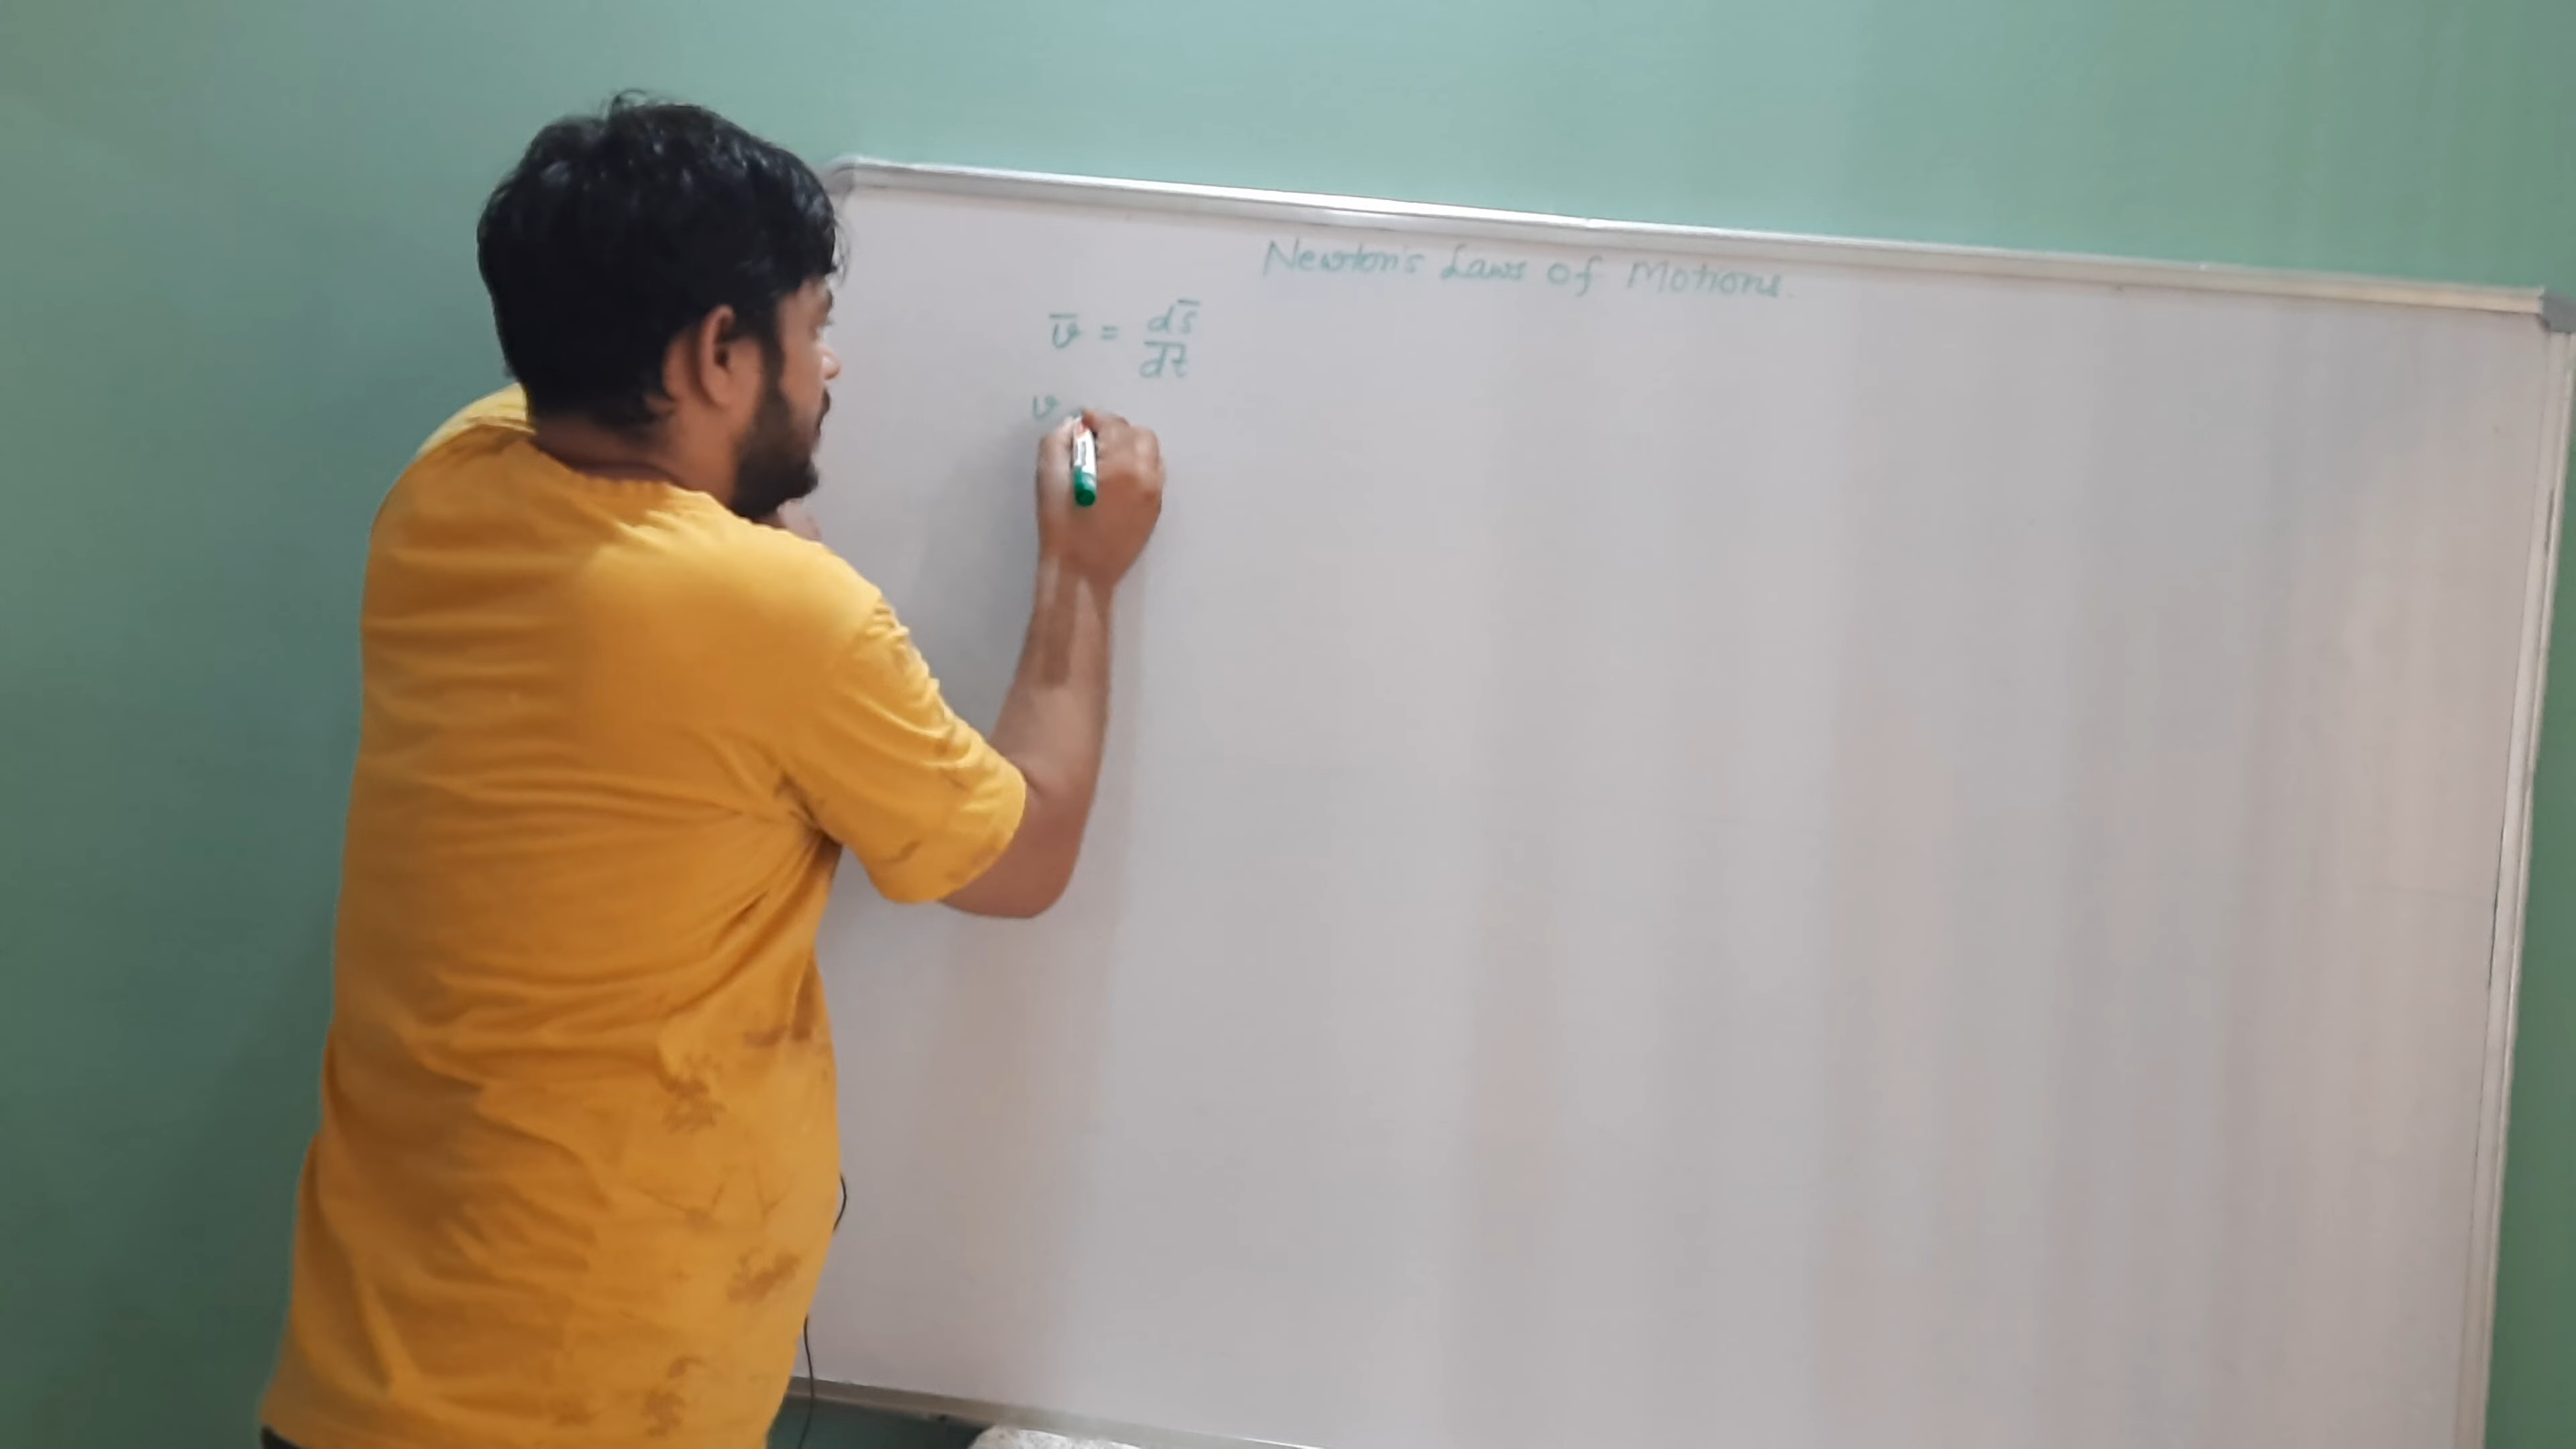 Newton's Laws of Motions.
v̅ = ds̅/dt
v